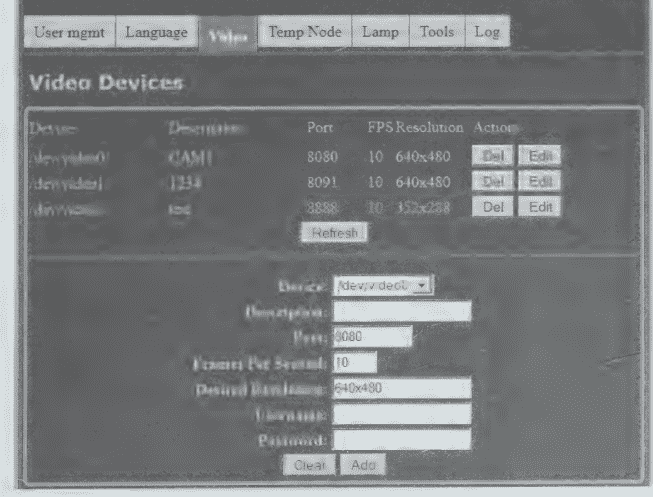 User mgmt Language Video Temp Node Lamp Tools Log
Video Devices
Device Description Port FPS Resolution Action
/dev/video0 CAM1 8080 10 640x480 Del Edit
/dev/video1 1234 8091 10 640x480 Del Edit
8888 10 352x288 Del Edit
Refresh
Device: /dev/video0
Description:
Port: 8080
Frames Per Second: 10
Desired Resolution: 640x480
Username:
Password:
Clear Add